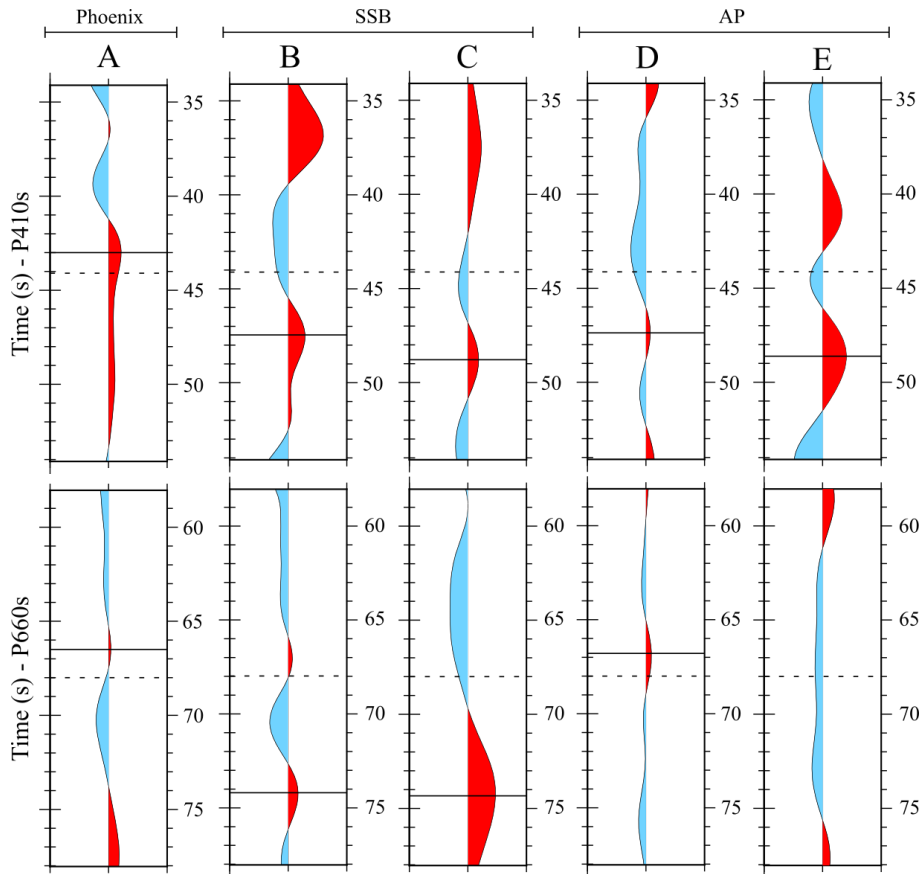 Phoenix SSB AP
A B C D E
Time (s) - P410s
35 35 35 35 35
40 40 40 40 40
45 45 45 45 45
50 50 50 50 50
Time (s) - P660s
60 60 60 60 60
65 65 65 65 65
70 70 70 70 70
75 75 75 75 75